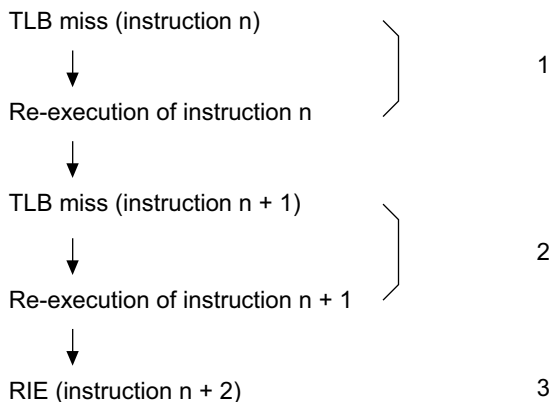 TLB miss (instruction n)
1
Re-execution of instruction n
TLB miss (instruction n + 1)
2
Re-execution of instruction n + 1
RIE (instruction n + 2)
3